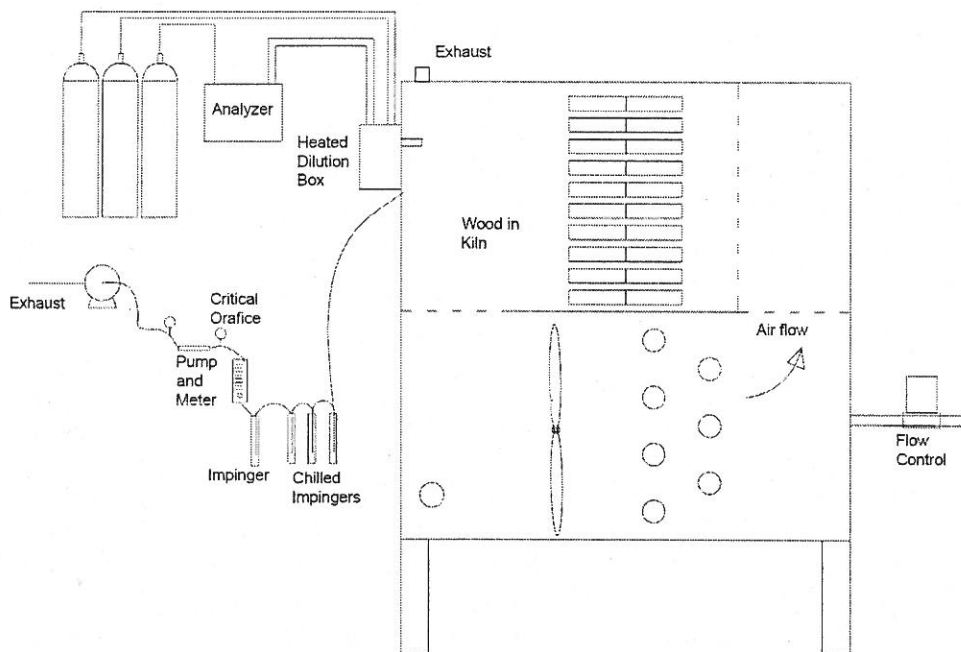 Exhaust
Analyzer
Heated
Dilution
Box
Wood in
Kiln
Exhaust
Critical
Orafice
Air flow
Pump
and
Meter
Flow
Control
Impinger
Chilled
Impingers